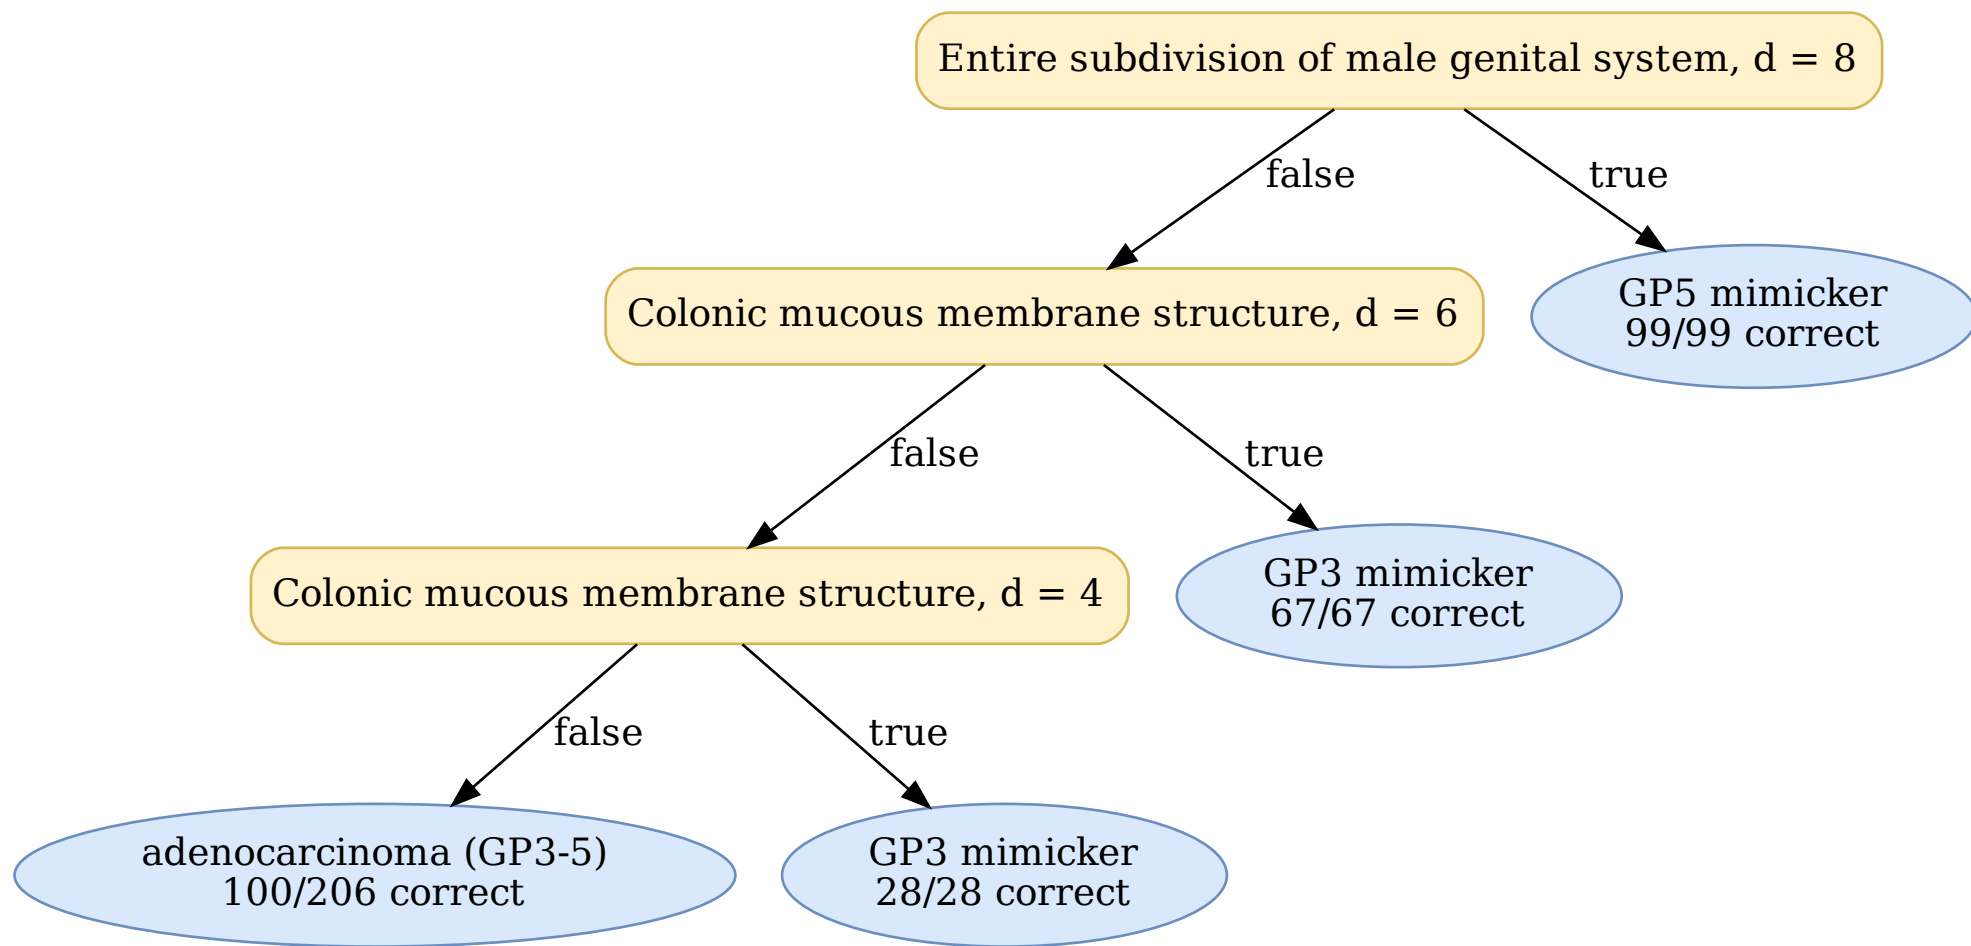 Entire subdivision of male genital system, d = 8
false
true
Colonic mucous membrane structure, d = 6
GP5 mimicker
99/99 correct
false
true
Colonic mucous membrane structure, d = 4
GP3 mimicker
67/67 correct
false
true
adenocarcinoma (GP3-5)
100/206 correct
GP3 mimicker
28/28 correct